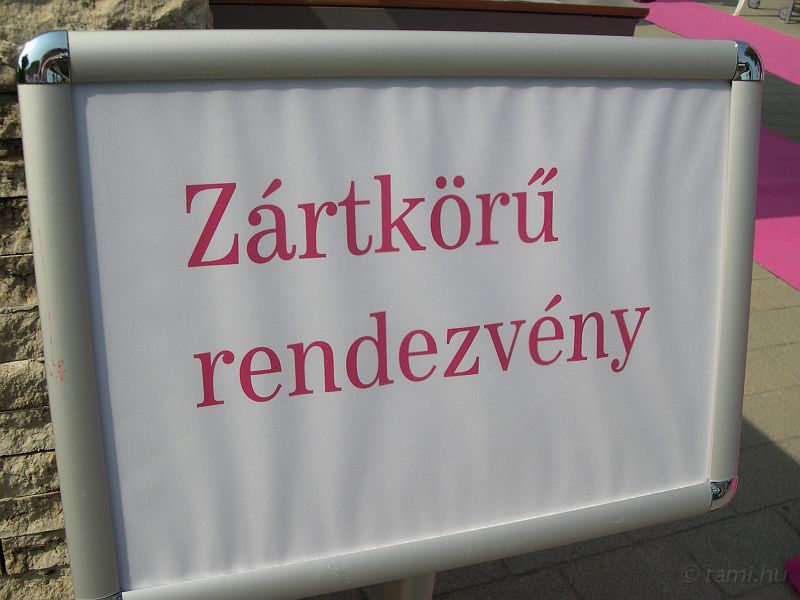 Zártkörű
rendezvény
© tami.hu